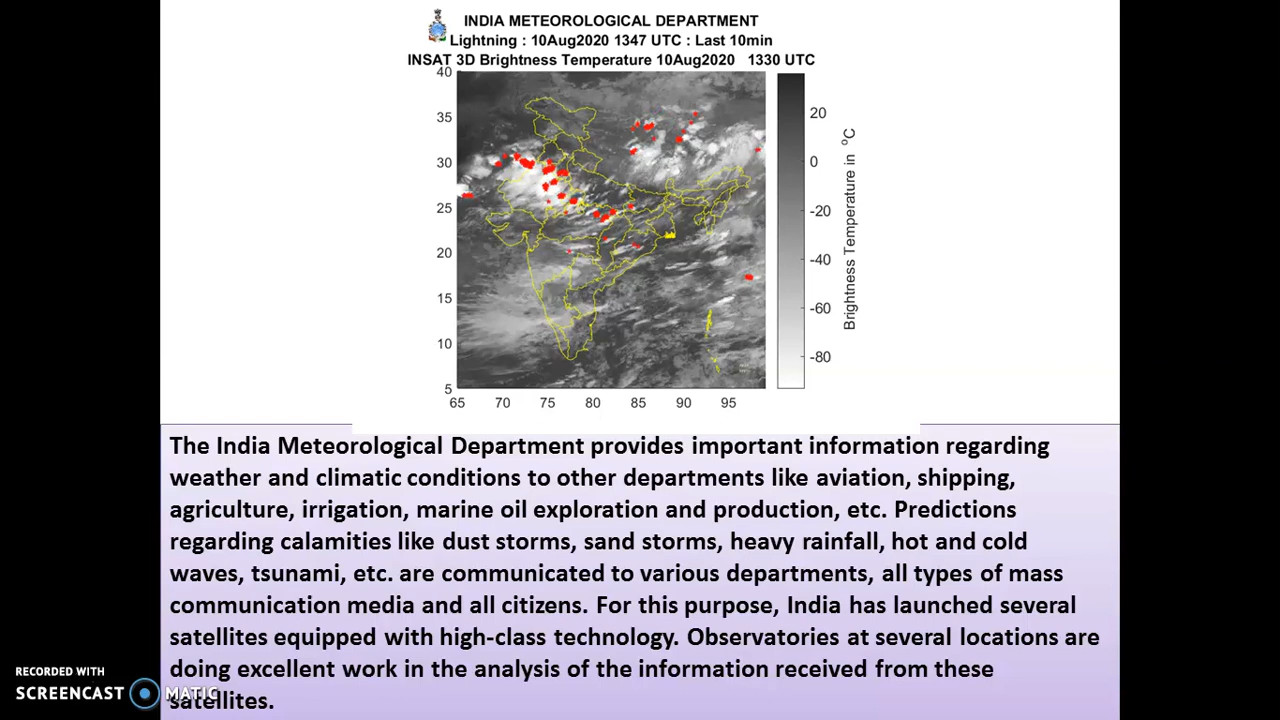 INDIA METEOROLOGICAL DEPARTMENT
Lightning : 10Aug2020 1347 UTC : Last 10min
INSAT 3D Brightness Temperature 10Aug2020 1330 UTC
40
35
30
25
20
15
10
5
65 70 75 80 85 90 95
20
0
-20
-40
-60
-80
Brightness Temperature in °C
The India Meteorological Department provides important information regarding
weather and climatic conditions to other departments like aviation, shipping,
agriculture, irrigation, marine oil exploration and production, etc. Predictions
regarding calamities like dust storms, sand storms, heavy rainfall, hot and cold
waves, tsunami, etc. are communicated to various departments, all types of mass
communication media and all citizens. For this purpose, India has launched several
satellites equipped with high-class technology. Observatories at several locations are
doing excellent work in the analysis of the information received from these
satellites.
RECORDED WITH
SCREENCAST MATIC